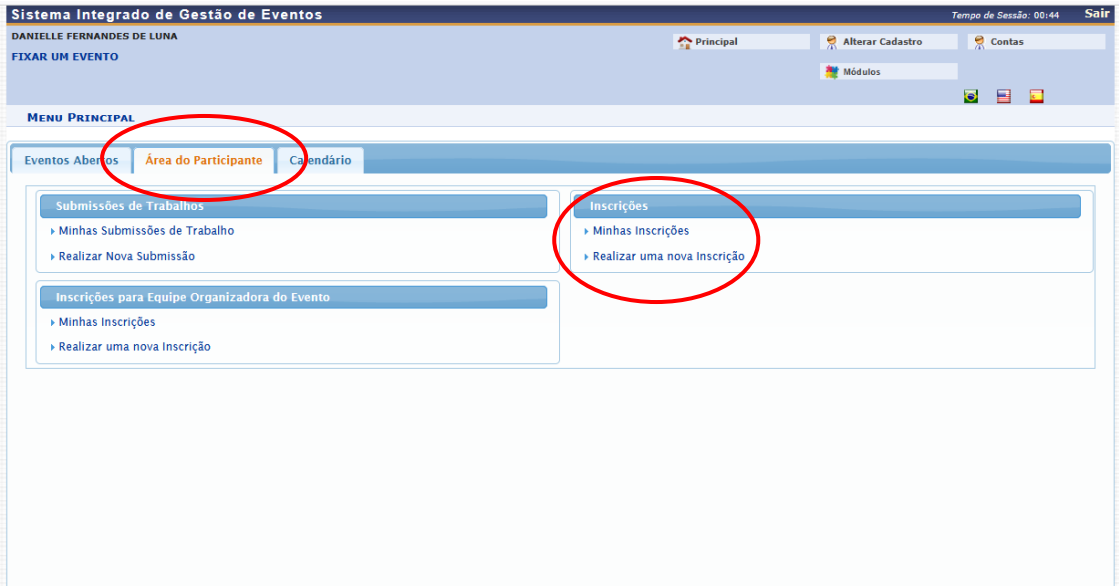 Sistema Integrado de Gestão de Eventos
Tempo de Sessão: 00:44
Sair
DANIELLE FERNANDES DE LUNA
Principal
Alterar Cadastro
Contas
FIXAR UM EVENTO
Módulos
MENU PRINCIPAL
Eventos Abertos
Área do Participante
Calendário
Submissões de Trabalhos
Minhas Submissões de Trabalho
Realizar Nova Submissão
Inscrições
Minhas Inscrições
Realizar uma nova Inscrição
Inscrições para Equipe Organizadora do Evento
Minhas Inscrições
Realizar uma nova Inscrição